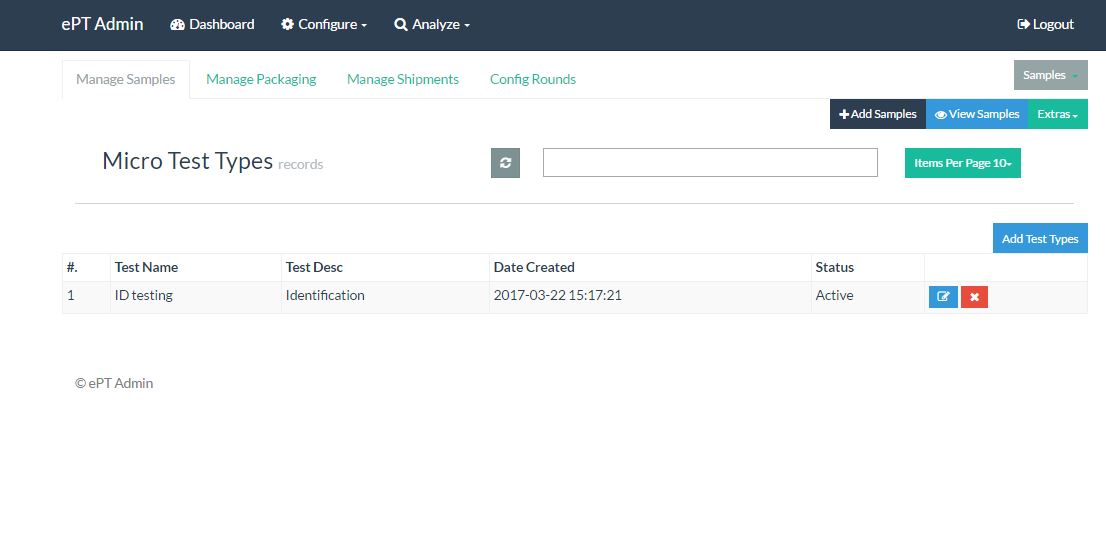 ePT Admin Dashboard Configure Analyze Logout
Manage Samples Manage Packaging Manage Shipments Config Rounds Samples
Add Samples View Samples Extras
Micro Test Types records Items Per Page 10
Add Test Types
#. Test Name Test Desc Date Created Status
1 ID testing Identification 2017-03-22 15:17:21 Active
© ePT Admin